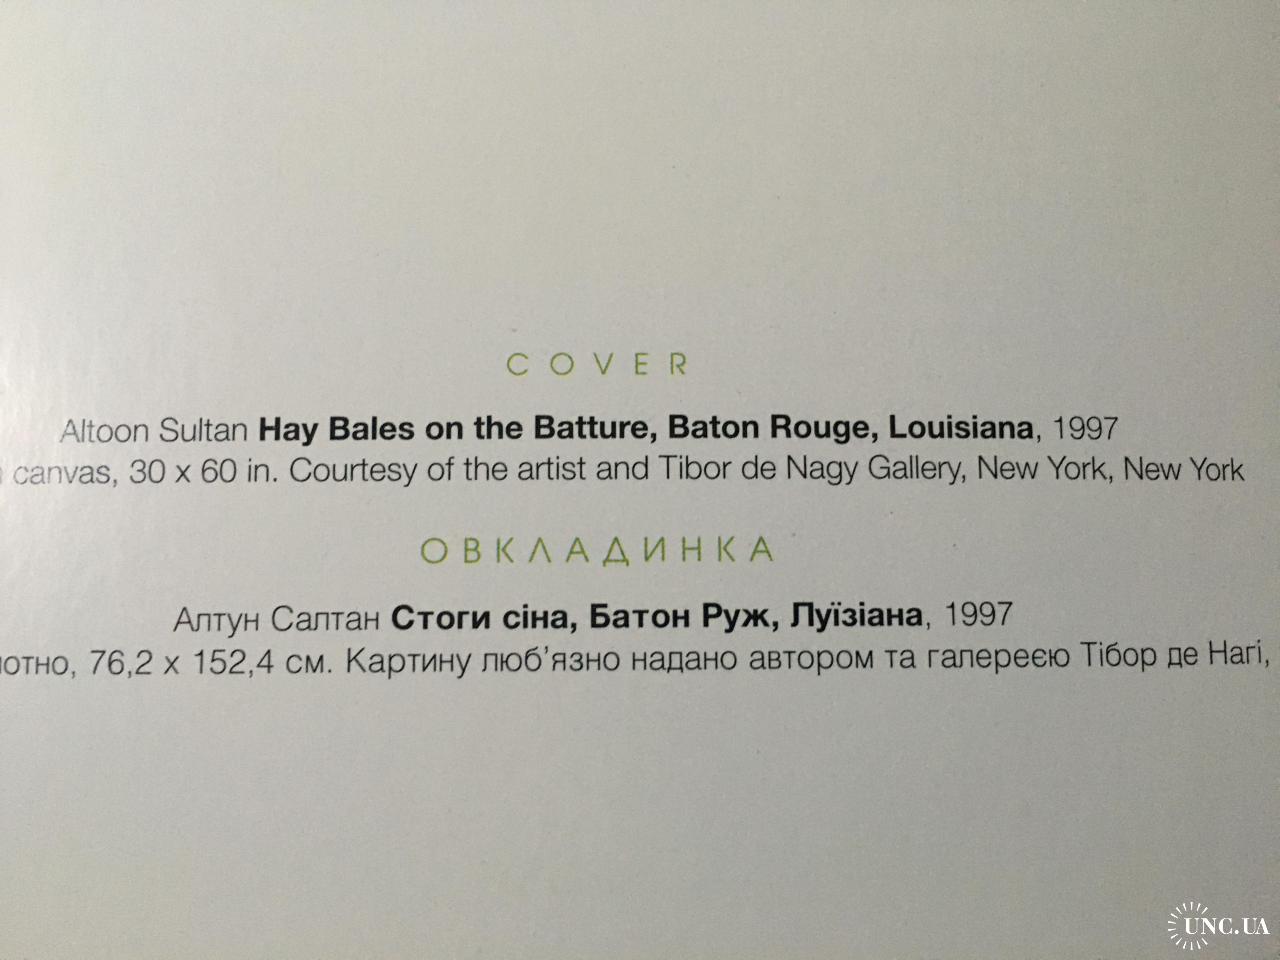 COVER
Altoon Sultan Hay Bales on the Batture, Baton Rouge, Louisiana, 1997
canvas, 30 x 60 in. Courtesy of the artist and Tibor de Nagy Gallery, New York, New York
ОВКЛАДИНКА
Алтун Салтан Стоги сіна, Батон Руж, Луїзіана, 1997
отно, 76,2 х 152,4 см. Картину люб’язно надано автором та галереєю Тібор де Нагі,
UNC.UA